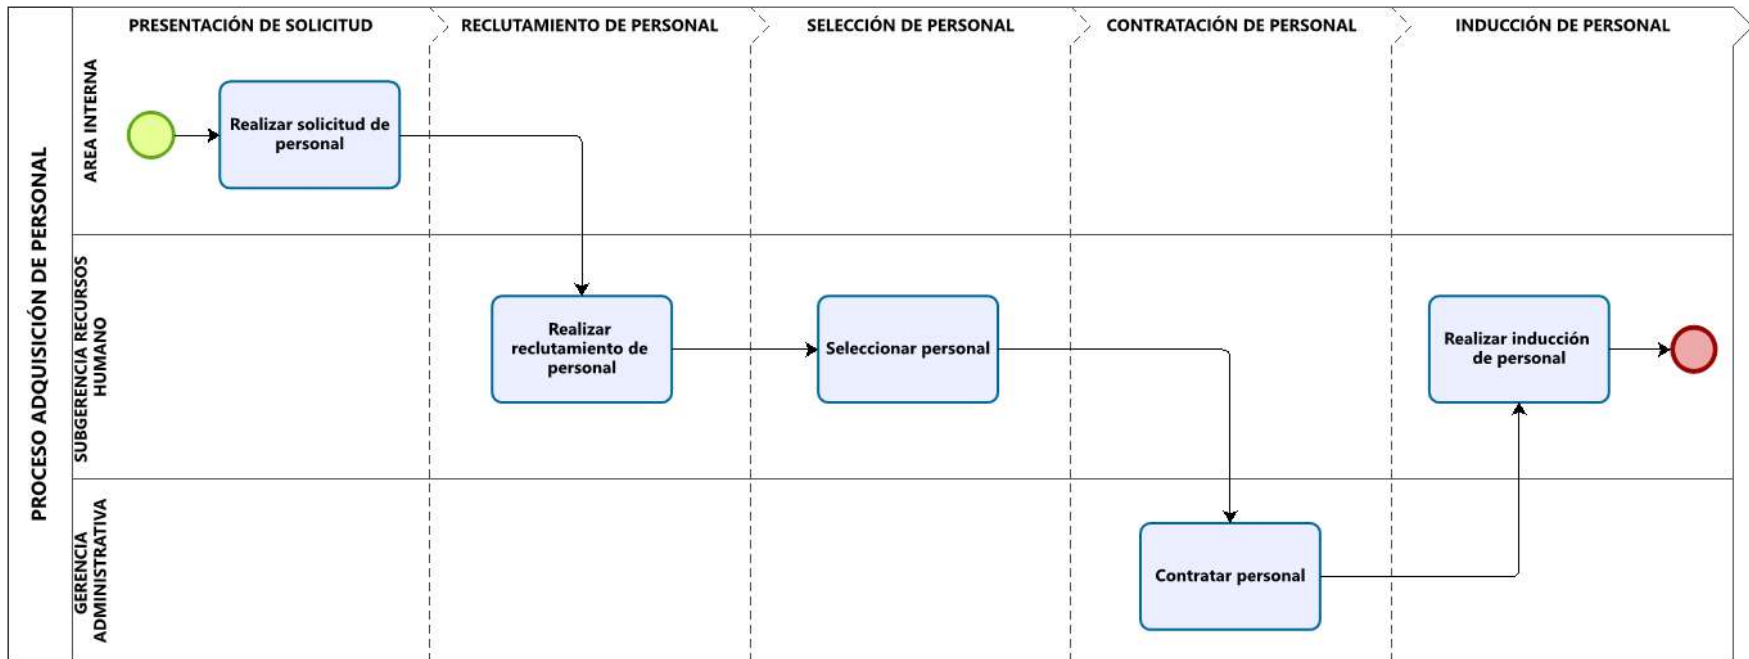 PROCESO ADQUISICIÓN DE PERSONAL
PRESENTACIÓN DE SOLICITUD
RECLUTAMIENTO DE PERSONAL
SELECCIÓN DE PERSONAL
CONTRATACIÓN DE PERSONAL
INDUCCIÓN DE PERSONAL
AREA INTERNA
Realizar solicitud de
personal
SUBGERENCIA RECURSOS
HUMANO
Realizar
reclutamiento de
personal
Seleccionar personal
Realizar inducción
de personal
GERENCIA
ADMINISTRATIVA
Contratar personal